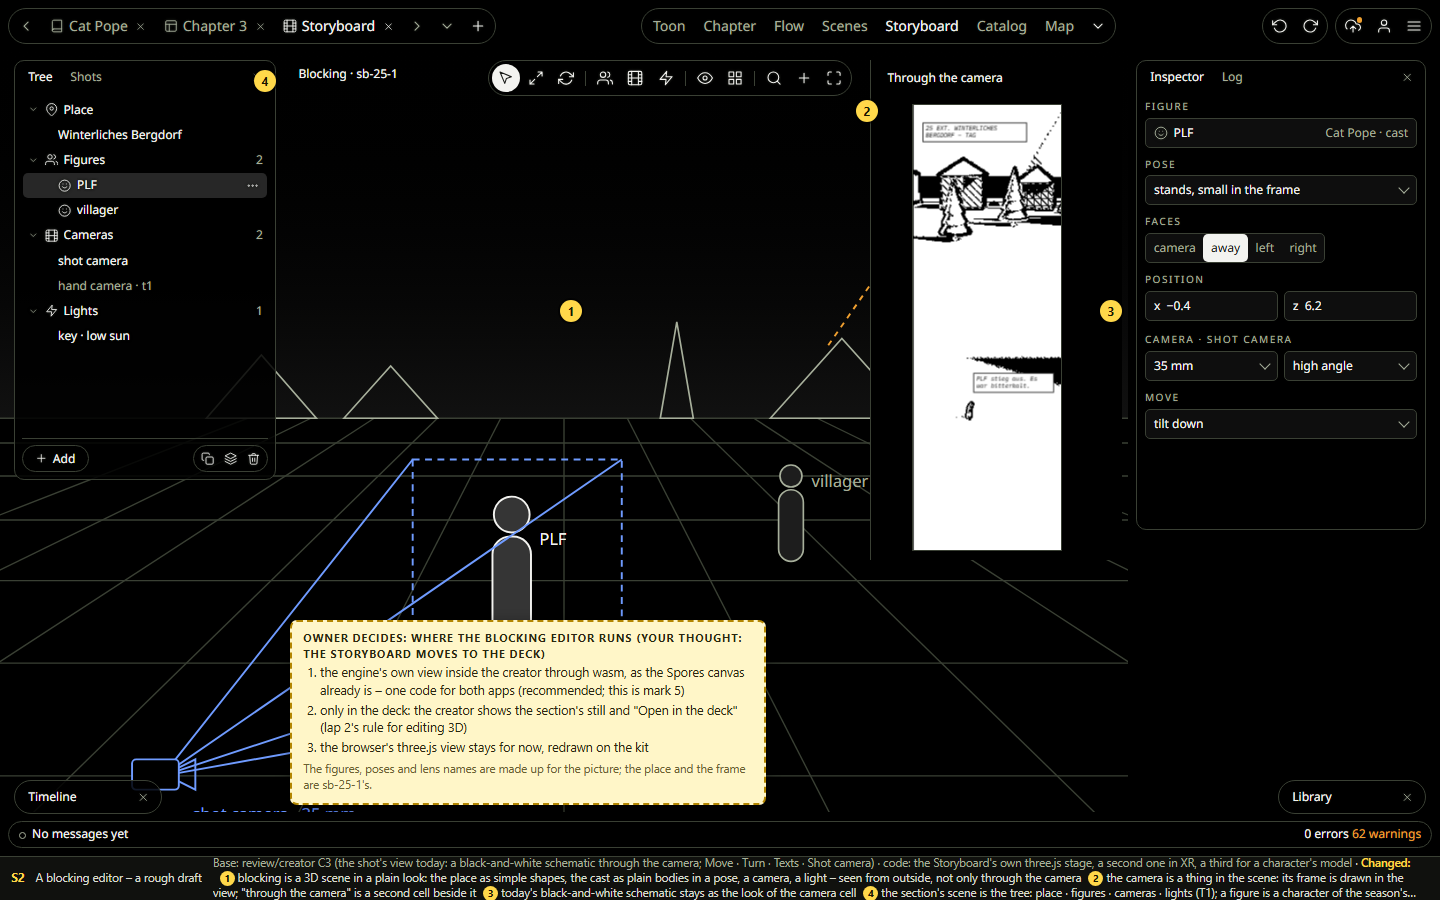 Cat Pope × Chapter 3 × Storyboard ×
Toon Chapter Flow Scenes Storyboard Catalog Map
Tree Shots
4
Place
Winterliches Bergdorf
Figures 2
PLF
villager
Cameras 2
shot camera
hand camera · t1
Lights 1
key · low sun
+ Add
Blocking · sb-25-1
1
PLF
villager
Through the camera
2
25 EXT. WINTERLICHES
BERGDORF – TAG
PLF stieg aus. Es
war bitterkalt.
3
Inspector Log
FIGURE
PLF Cat Pope · cast
POSE
stands, small in the frame
FACES
camera away left right
POSITION
x −0.4 z 6.2
CAMERA · SHOT CAMERA
35 mm high angle
MOVE
tilt down
OWNER DECIDES: WHERE THE BLOCKING EDITOR RUNS (YOUR THOUGHT:
THE STORYBOARD MOVES TO THE DECK)
1. the engine's own view inside the creator through wasm, as the Spores canvas
already is – one code for both apps (recommended; this is mark 5)
2. only in the deck: the creator shows the section's still and "Open in the deck"
(lap 2's rule for editing 3D)
3. the browser's three.js view stays for now, redrawn on the kit
The figures, poses and lens names are made up for the picture; the place and the frame
are sb-25-1's.
shot camera · 35 mm
Timeline ×
Library ×
No messages yet
0 errors 62 warnings
S2 A blocking editor – a rough draft
Base: review/creator C3 (the shot's view today: a black-and-white schematic through the camera; Move · Turn · Texts · Shot camera) · code: the Storyboard's own three.js stage, a second one in XR, a third for a character's model · Changed:
1 blocking is a 3D scene in a plain look: the place as simple shapes, the cast as plain bodies in a pose, a camera, a light – seen from outside, not only through the camera 2 the camera is a thing in the scene: its frame is drawn in the
view; "through the camera" is a second cell beside it 3 today's black-and-white schematic stays as the look of the camera cell 4 the section's scene is the tree: place · figures · cameras · lights (T1); a figure is a character of the season's…